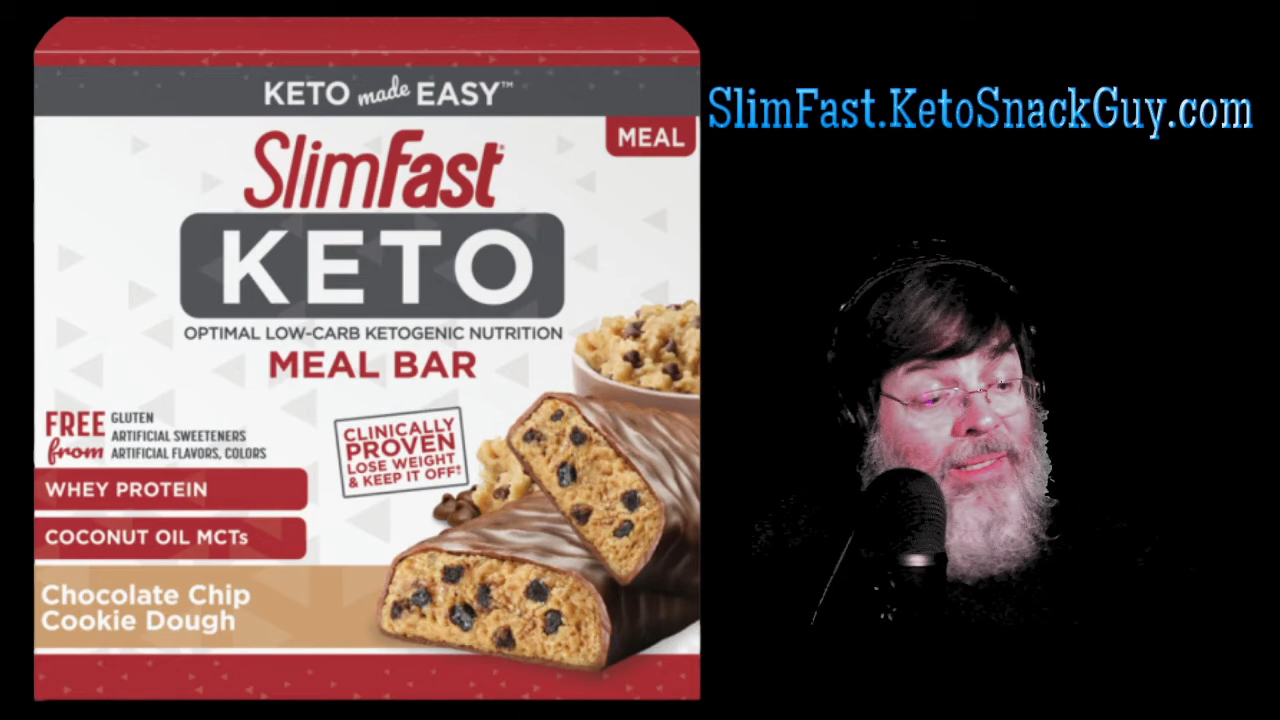 KETO made EASY™
SlimFast.KetoSnackGuy.com
MEAL
SlimFast®
KETO
OPTIMAL LOW-CARB KETOGENIC NUTRITION
MEAL BAR
FREE from
GLUTEN
ARTIFICIAL SWEETENERS
ARTIFICIAL FLAVORS, COLORS
CLINICALLY
PROVEN
LOSE WEIGHT
& KEEP IT OFF‡
WHEY PROTEIN
COCONUT OIL MCTs
Chocolate Chip
Cookie Dough